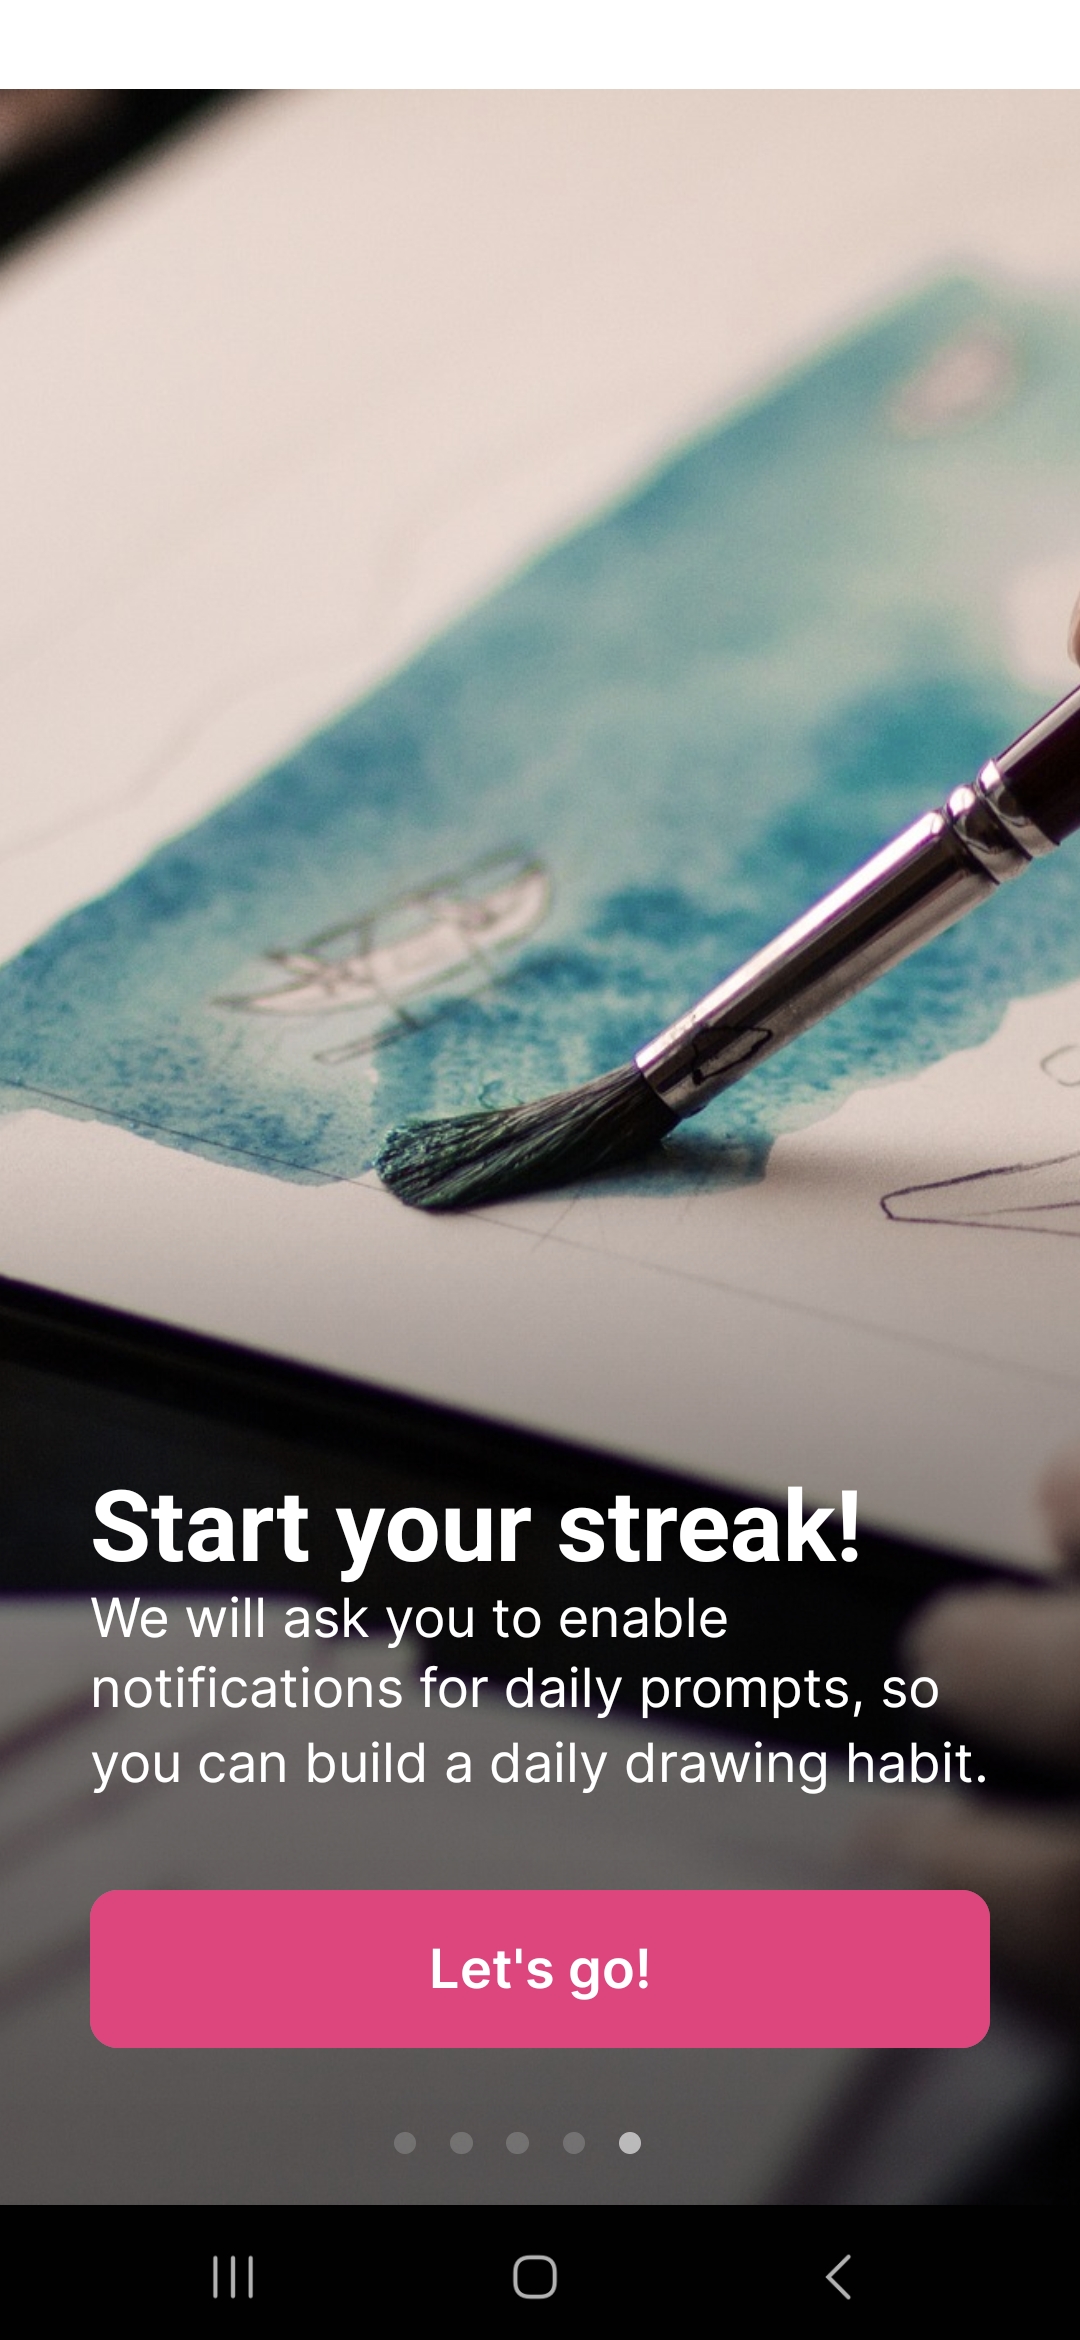 Start your streak!
We will ask you to enable
notifications for daily prompts, so
you can build a daily drawing habit.
Let's go!